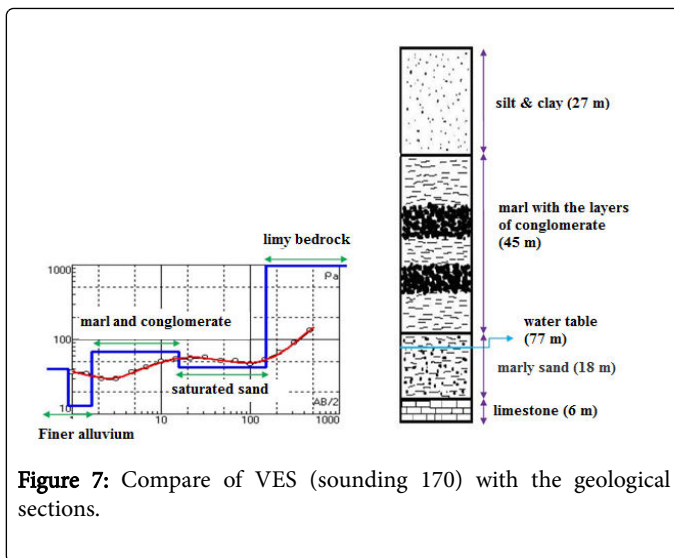 silt & clay (27 m)
marl with the layers
of conglomerate
(45 m)
water table
(77 m)
marly sand (18 m)
limestone (6 m)
limy bedrock
1000
Pa
marl and conglomerate
100
saturated sand
10
AB/2
10
100
1000
Finer alluvium
Figure 7: Compare of VES (sounding 170) with the geological
sections.